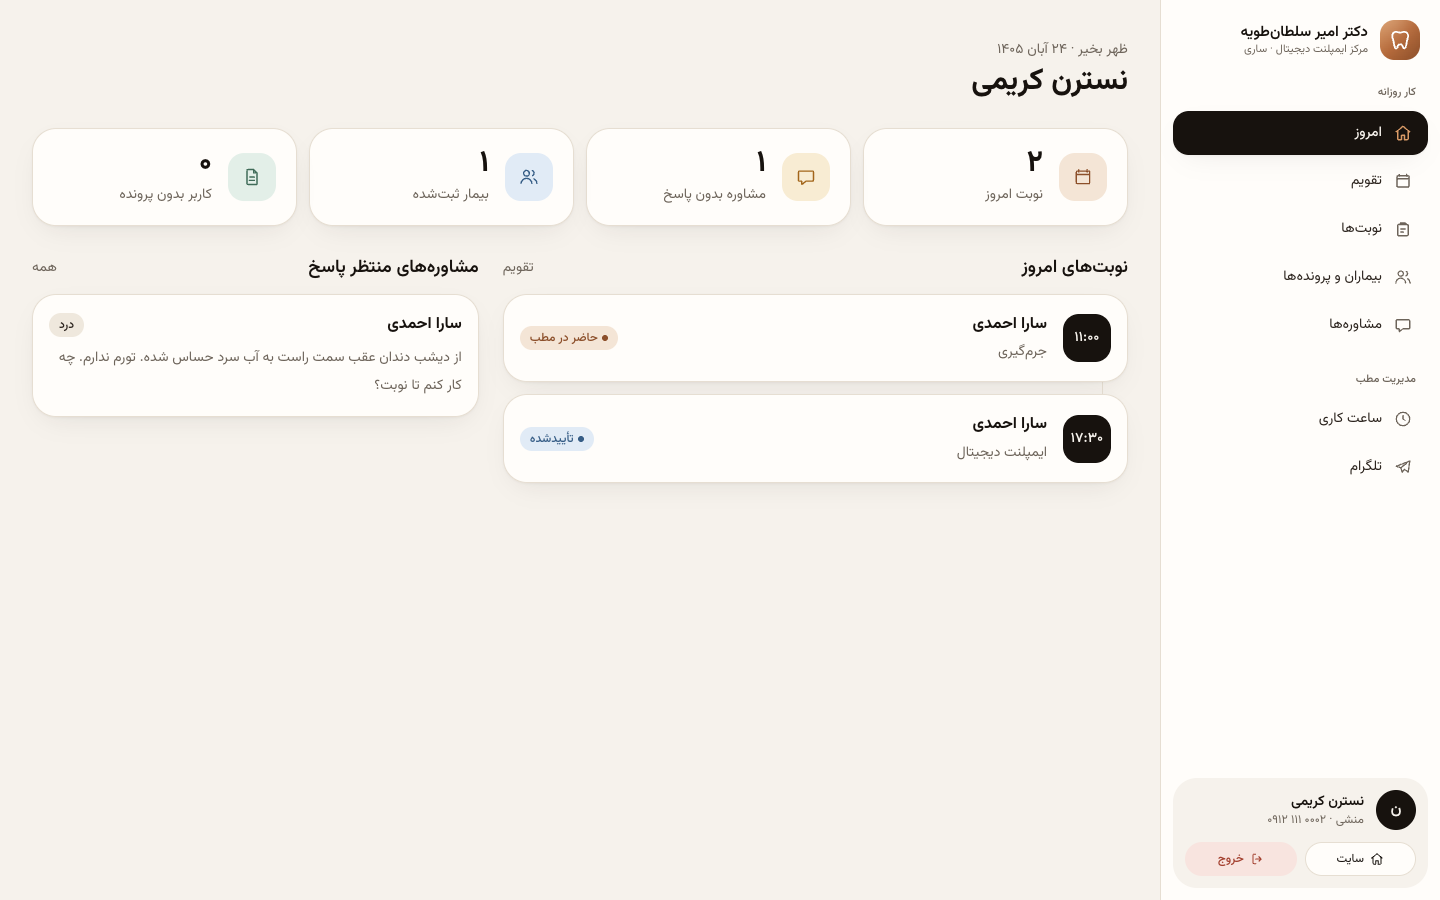 دکتر امیر سلطان‌طویه
مرکز ایمپلنت دیجیتال · ساری
کار روزانه
امروز
تقویم
نوبت‌ها
بیماران و پرونده‌ها
مشاوره‌ها
مدیریت مطب
ساعت کاری
تلگرام
نسترن کریمی
منشی · ۰۹۱۲ ۱۱۱ ۰۰۰۲
ن
سایت
خروج
ظهر بخیر · ۲۴ آبان ۱۴۰۵
نسترن کریمی
۲
نوبت امروز
۱
مشاوره بدون پاسخ
۱
بیمار ثبت‌شده
۰
کاربر بدون پرونده
نوبت‌های امروز
تقویم
۱۱:۰۰
سارا احمدی
جرم‌گیری
حاضر در مطب
۱۷:۳۰
سارا احمدی
ایمپلنت دیجیتال
تأییدشده
مشاوره‌های منتظر پاسخ
همه
سارا احمدی
درد
از دیشب دندان عقب سمت راست به آب سرد حساس شده. تورم ندارم. چه
کار کنم تا نوبت؟